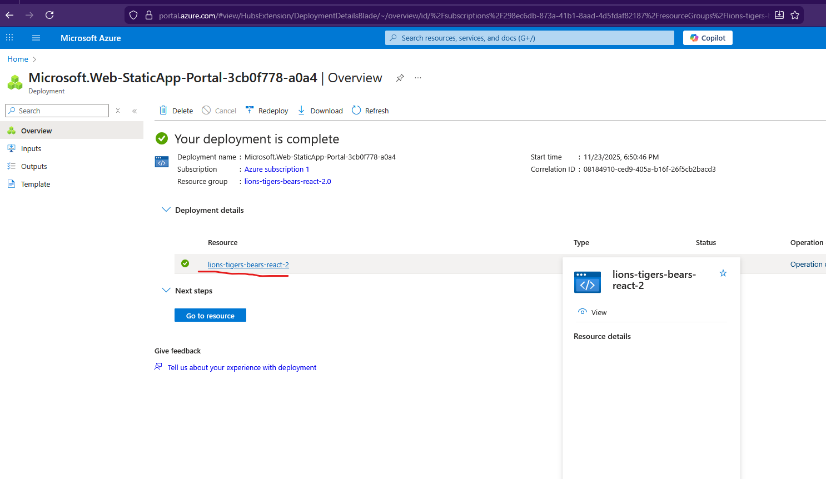 portal.azure.com/#view/HubsExtension/DeploymentDetailsBlade/~/overview/id/%2Fsubscriptions%2F298ec6db-873a-41b1-8aad-4d5fdaf82187%2FresourceGroups%2Flions-tigers-
Microsoft Azure
Search resources, services, and docs (G+/)
Copilot
Home >
Microsoft.Web-StaticApp-Portal-3cb0f778-a0a4 | Overview ...
Deployment
Search
Delete Cancel Redeploy Download Refresh
Overview
Inputs
Outputs
Template
Your deployment is complete
Deployment name : Microsoft.Web-StaticApp-Portal-3cb0f778-a0a4
Subscription : Azure subscription 1
Resource group : lions-tigers-bears-react-2.0
Start time : 11/23/2025, 6:50:46 PM
Correlation ID : 08184910-ced9-405a-b16f-26f5cb2bacd3
Deployment details
Resource Type Status Operation
lions-tigers-bears-react-2 Operation
lions-tigers-bears-
react-2
View
Resource details
Next steps
Go to resource
Give feedback
Tell us about your experience with deployment